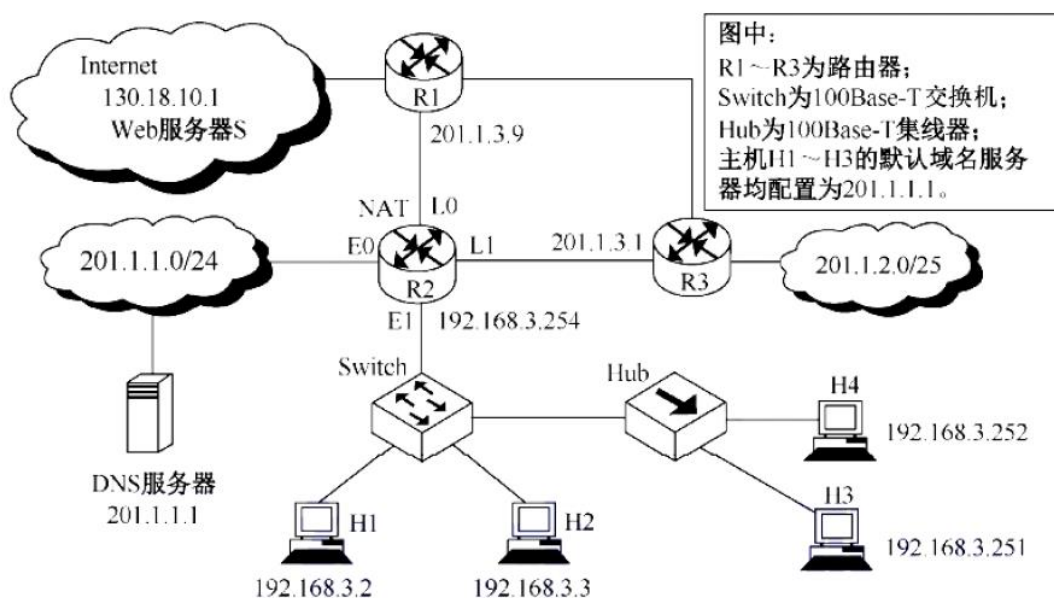 Internet
130.18.10.1
Web服务器S
R1
201.1.3.9
图中:
R1～R3为路由器;
Switch为100Base-T交换机;
Hub为100Base-T集线器;
主机H1～H3的默认域名服务
器均配置为201.1.1.1。
NAT L0
201.1.1.0/24
E0
L1
R2
201.1.3.1
R3
201.1.2.0/25
E1
192.168.3.254
Switch
Hub
H4
192.168.3.252
DNS服务器
201.1.1.1
H1
192.168.3.2
H2
192.168.3.3
H3
192.168.3.251